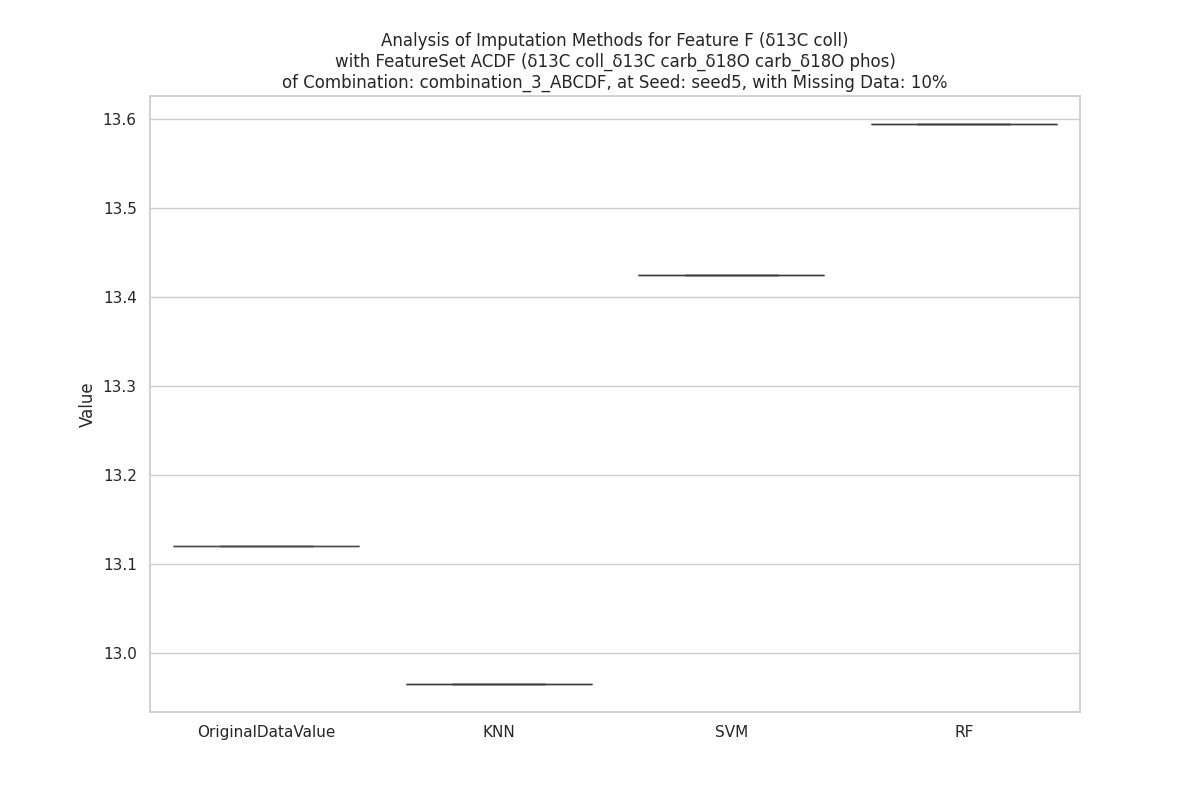 Analysis of Imputation Methods for Feature F (δ13C coll)
with FeatureSet ACDF (δ13C coll_δ13C carb_δ18O carb_δ18O phos)
of Combination: combination_3_ABCDF, at Seed: seed5, with Missing Data: 10%
13.6
13.5
13.4
13.3
13.2
13.1
13.0
Value
OriginalDataValue
KNN
SVM
RF